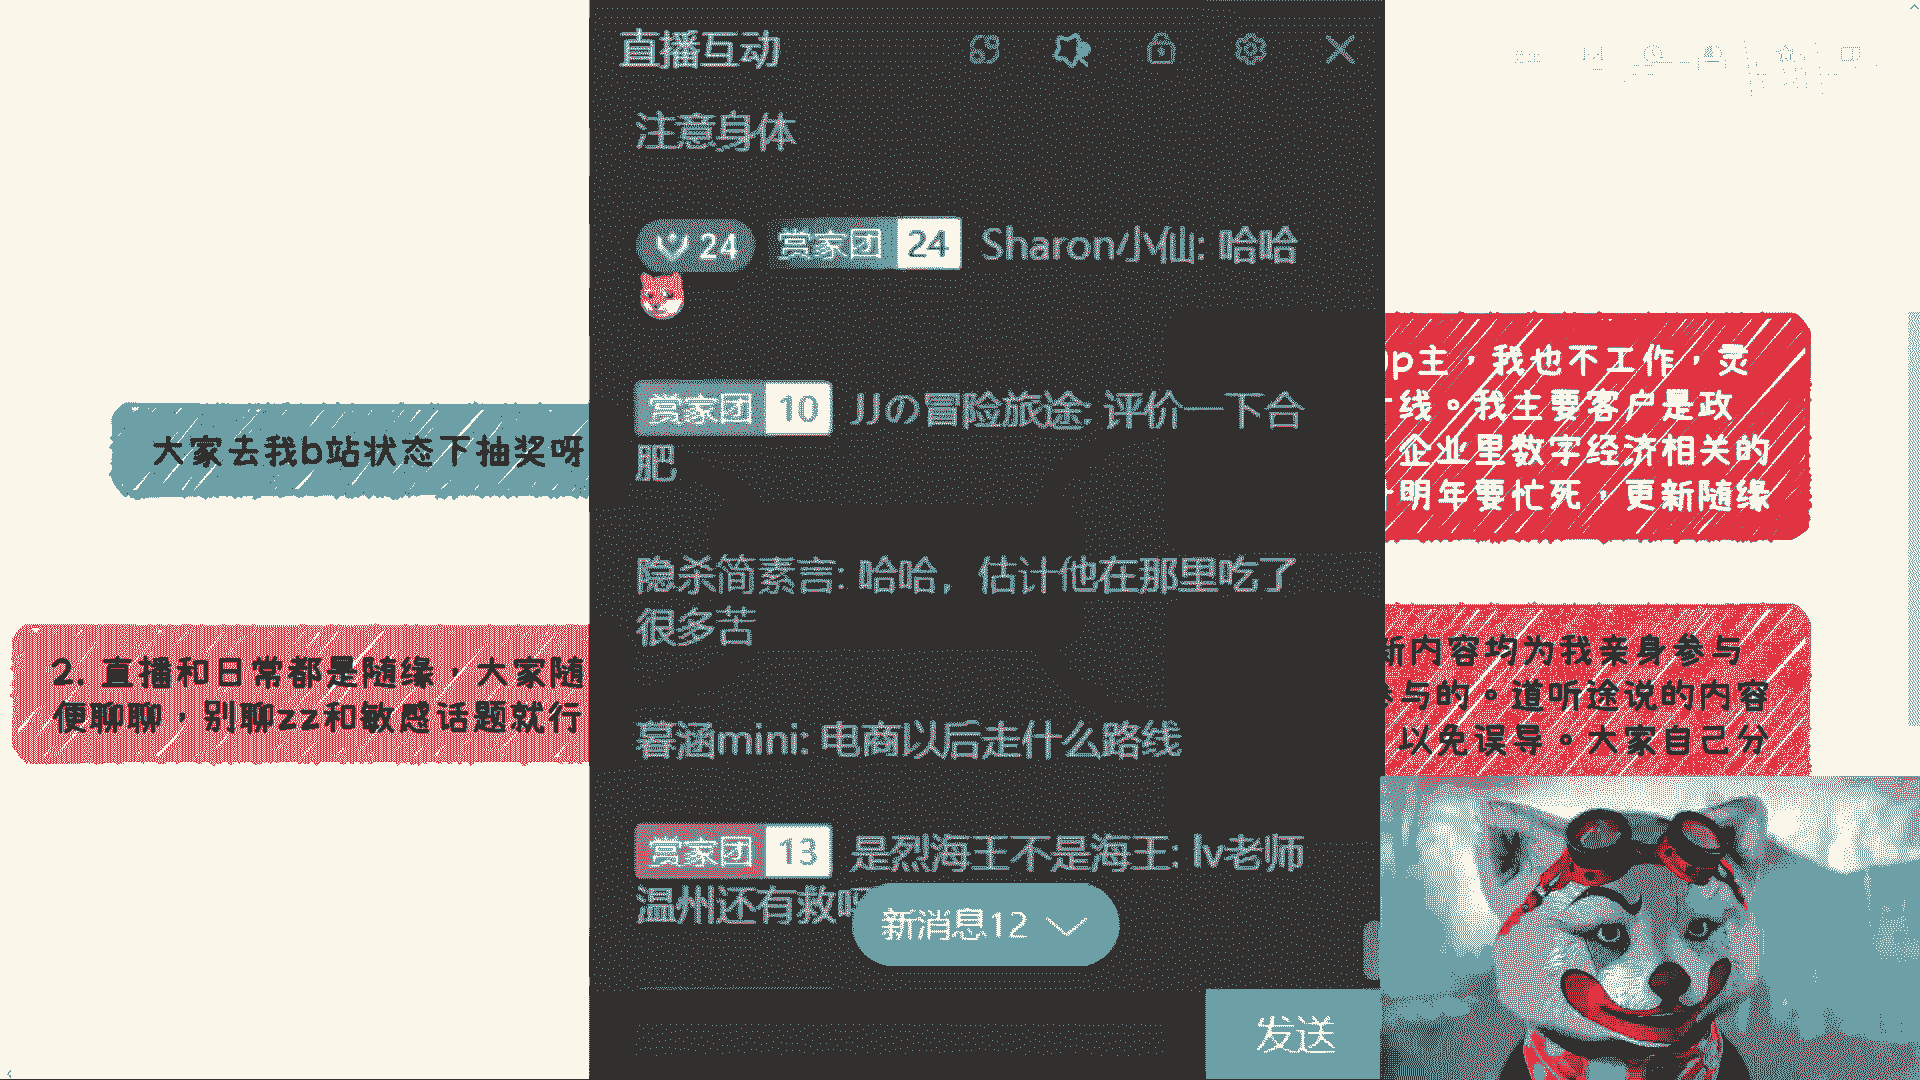 直播互动
注意身体
24 赏家团 24 Sharon小仙: 哈哈
赏家团 10 JJの冒险旅途: 评价一下合
肥
隐杀简素言: 哈哈，估计他在那里吃了
很多苦
暮涵mini: 电商以后走什么路线
赏家团 13 是烈海王不是海王: lv老师
温州还有救
新消息12
发送
大家去我b站状态下抽奖呀
2. 直播和日常都是随缘，大家随
便聊聊，别聊zz和敏感话题就行
p主，我也不工作，灵
线。我主要客户是政
企业里数字经济相关的
明年要忙死，更新随缘
新内容均为我亲身参与
参与的。道听途说的内容
以免误导。大家自己分